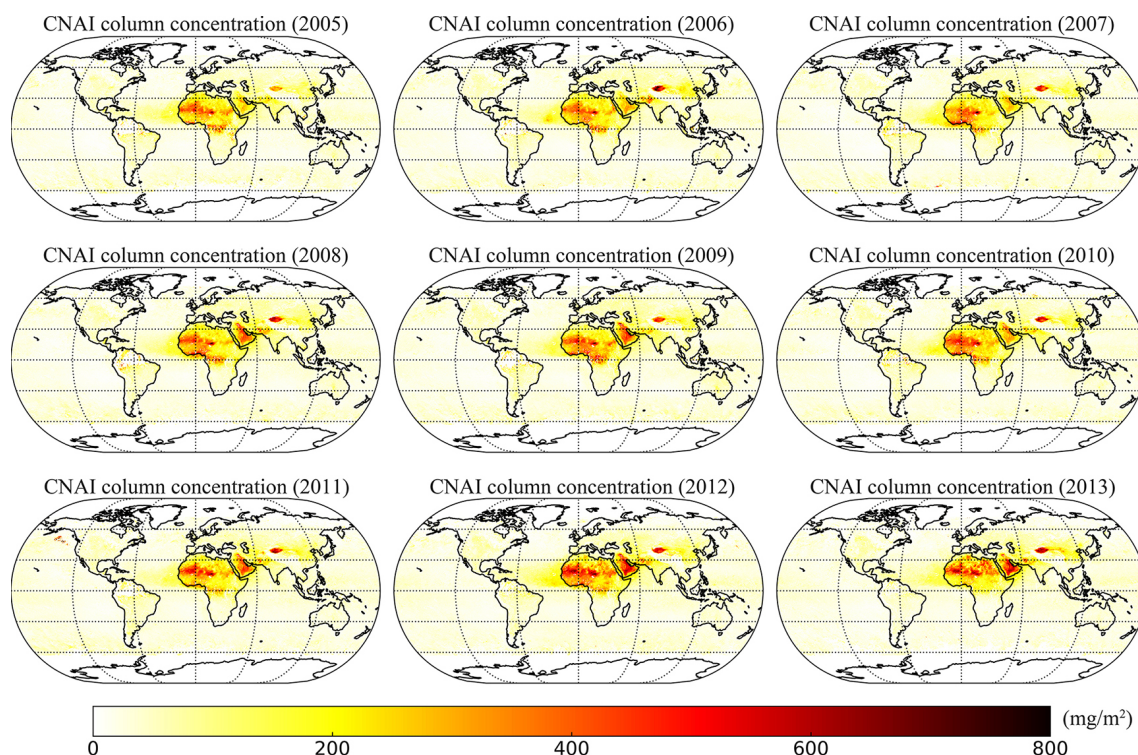 CNAI column concentration (2005)
CNAI column concentration (2006)
CNAI column concentration (2007)
CNAI column concentration (2008)
CNAI column concentration (2009)
CNAI column concentration (2010)
CNAI column concentration (2011)
CNAI column concentration (2012)
CNAI column concentration (2013)
(mg/m²)
0 200 400 600 800